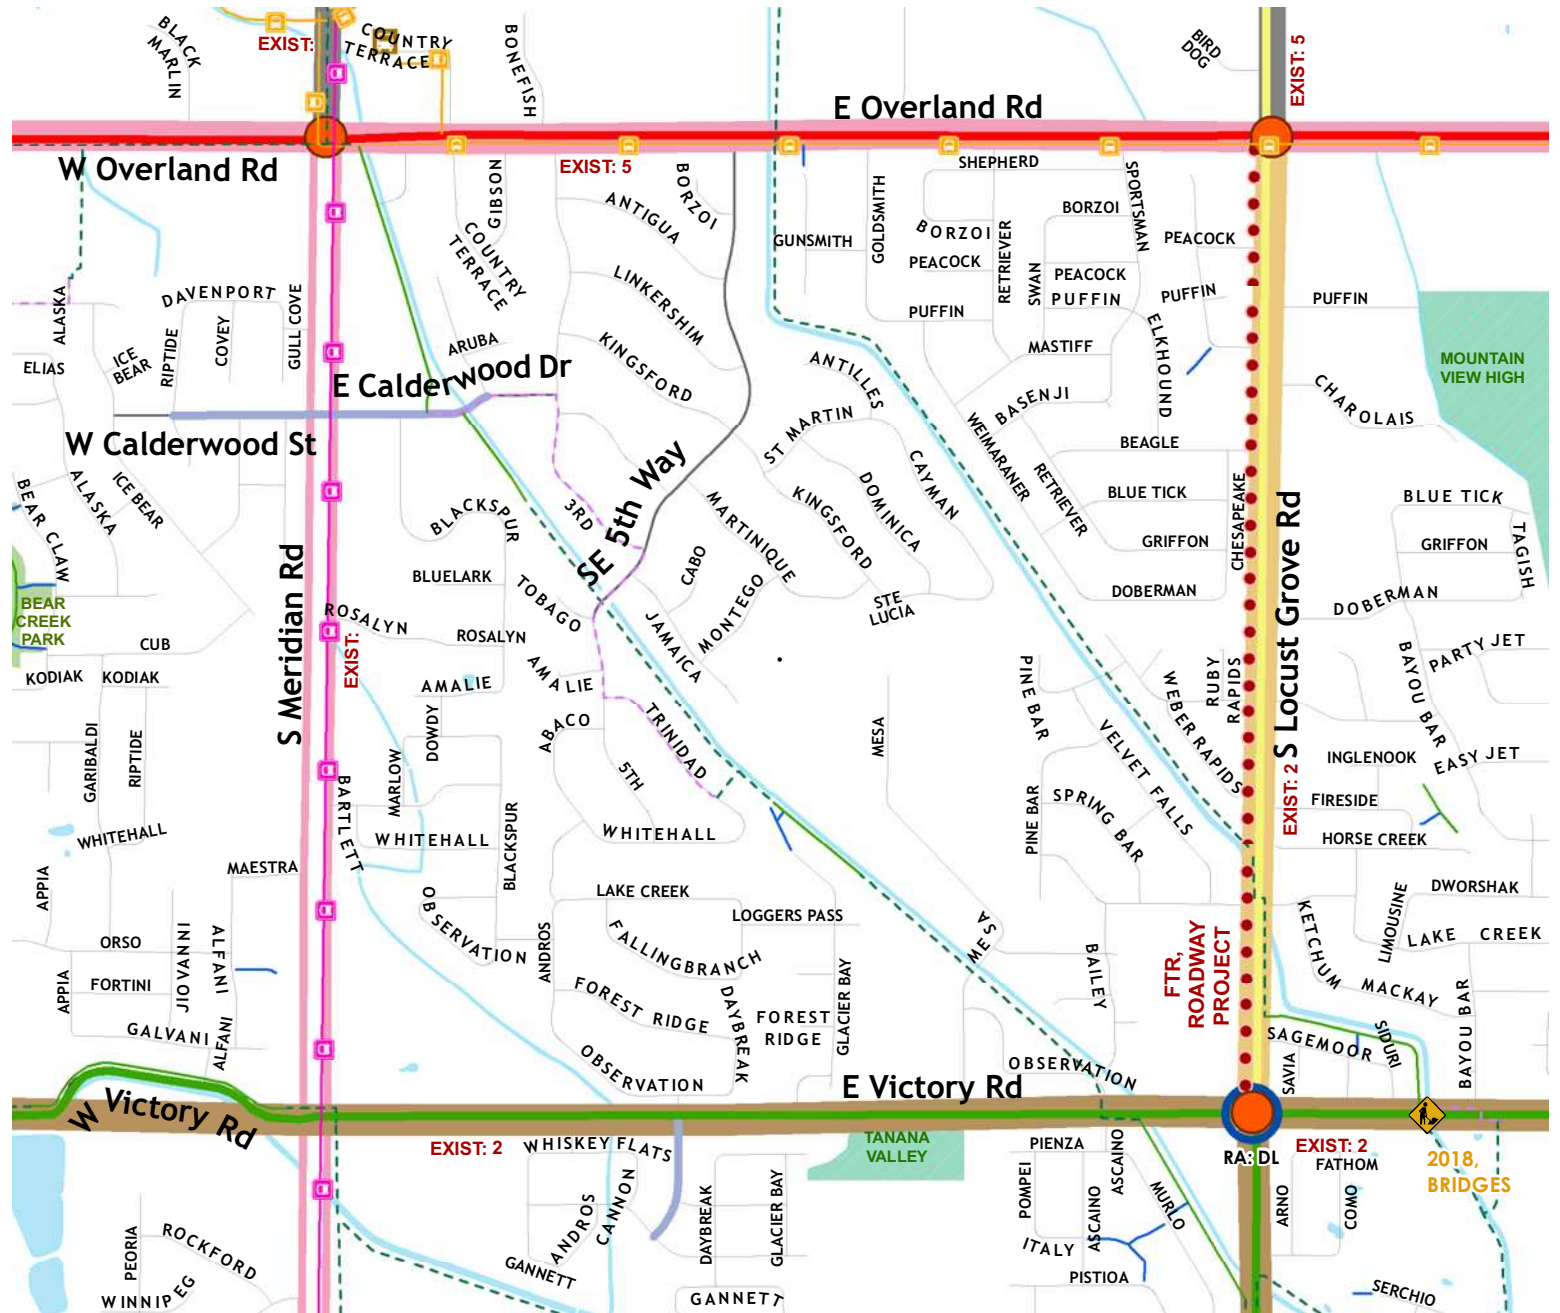 BLACK
MARLIN
EXIST:
COUNTRY
TERRACE
BONEFISH
BIRD
DOG
EXIST: 5
E Overland Rd
W Overland Rd
EXIST: 5
GIBSON
BORZOI
ANTIGUA
COUNTRY
TERRACE
GUNSMITH
GOLDSMITH
SHEPHERD
BORZOI
PEACOCK
RETRIEVER
SWAN
BORZOI
SPORTSMAN
PEACOCK
PEACOCK
PUFFIN
PUFFIN
PUFFIN
PUFFIN
ALASKA
DAVENPORT
GULL COVE
COVEY
RIPTIDE
ICE
BEAR
ELIAS
LINKERSHIM
ARUBA
KINGSFORD
ANTILLES
MASTIFF
ELKHOUND
MOUNTAIN
VIEW HIGH
CHAROLAIS
E Calderwood Dr
W Calderwood St
BASENJI
WEIMARANER
ST MARTIN
BEAGLE
BEAR CLAW
ALASKA
ICE BEAR
S Meridian Rd
BLACKSPUR
3RD
SE 5th Way
MARTINIQUE
KINGSFORD
DOMINICA
CAYMAN
RETRIEVER
BLUE TICK
CHESAPEAKE
S Locust Grove Rd
BLUE TICK
GRIFFON
GRIFFON
TAGISH
BLUELARK
TOBAGO
CABO
MONTEGO
JAMAICA
STE
LUCIA
DOBERMAN
DOBERMAN
BEAR
CREEK
PARK
ROSALYN
ROSALYN
CUB
KODIAK
KODIAK
EXIST:
AMALIE
AMALIE
PINE BAR
WEBER RAPIDS
RUBY
RAPIDS
BAYOU BAR
PARTY JET
GARIBALDI
RIPTIDE
DOWDY
MARLOW
ABACO
TRINIDAD
5TH
MESA
VELVET FALLS
INGLENOOK
EASY JET
EXIST: 2
FIRESIDE
HORSE CREEK
BARTLETT
WHITEHALL
WHITEHALL
WHITEHALL
BLACKSPUR
PINE BAR
SPRING BAR
MAESTRA
APPIA
OBSERVATION
LAKE CREEK
LOGGERS PASS
DWORSHAK
LIMOUSINE
KETCHUM
LAKE CREEK
ORSO
INNAVOIJ
ALFANI
ANDROS
FALLINGBRANCH
MESA
BAILEY
FTR,
ROADWAY
PROJECT
APPIA
FORTINI
GALVANI
ALFANI
FOREST RIDGE
DAYBREAK
FOREST
RIDGE
GLACIER BAY
MACKAY
BAYOU BAR
SAGEMOOR
SIDURI
SAVIA
OBSERVATION
OBSERVATION
E Victory Rd
W Victory Rd
EXIST: 2
WHISKEY FLATS
TANANA
VALLEY
PIENZA
RA: DL
EXIST: 2
FATHOM
2018,
BRIDGES
ANDROS
CANNON
DAYBREAK
GLACIER BAY
POMPEI
ASCAINO
ASCAINO
MURLO
ARNO
COMO
PEORIA
ROCKFORD
WINNIPEG
GANNETT
GANNETT
ITALY
PISTIOA
SERCHIO